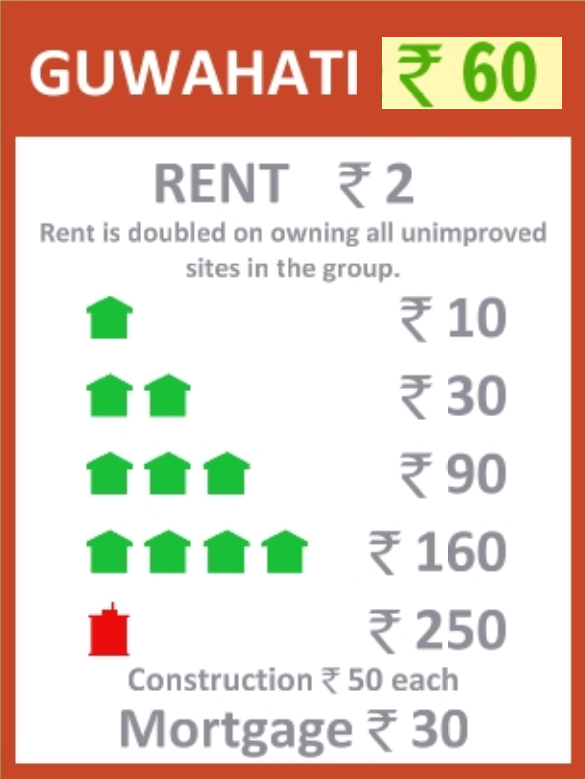 GUWAHATI ₹ 60
RENT ₹ 2
Rent is doubled on owning all unimproved
sites in the group.
₹ 10
₹ 30
₹ 90
₹ 160
₹ 250
Construction ₹ 50 each
Mortgage ₹ 30